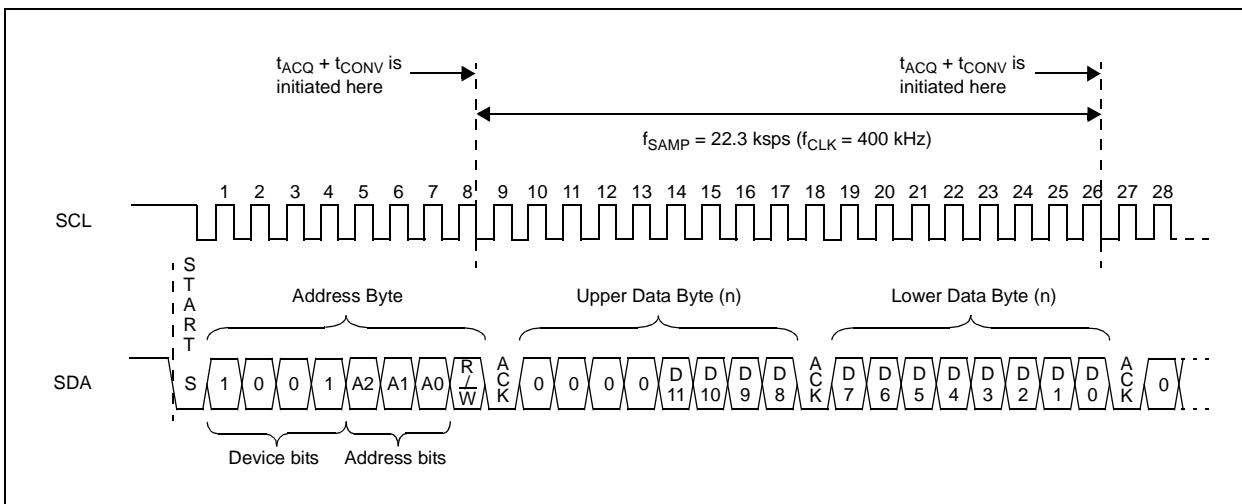 tACQ + tCONV is
initiated here
tACQ + tCONV is
initiated here
fSAMP = 22.3 ksps (fCLK = 400 kHz)
1 2 3 4 5 6 7 8 9 10 11 12 13 14 15 16 17 18 19 20 21 22 23 24 25 26 27 28
SCL
START
Address Byte
Upper Data Byte (n)
Lower Data Byte (n)
SDA
S 1 0 0 1 A2 A1 A0 R/W ACK 0 0 0 0 D11 D10 D9 D8 ACK D7 D6 D5 D4 D3 D2 D1 D0 ACK 0
Device bits
Address bits